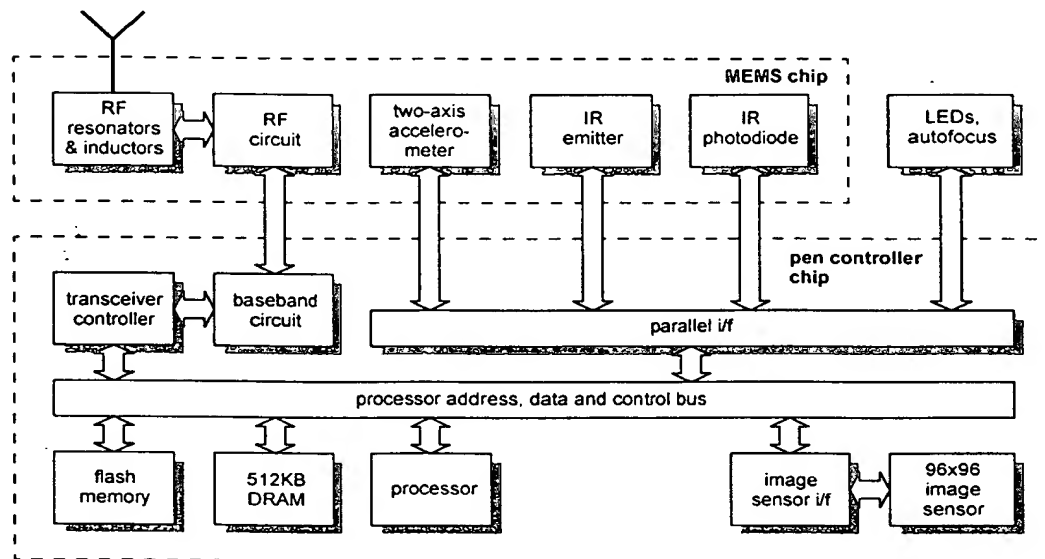 MEMS chip
RF
resonators
& inductors
RF
circuit
two-axis
accelero-
meter
IR
emitter
IR
photodiode
LEDs,
autofocus
pen controller
chip
transceiver
controller
baseband
circuit
parallel i/f
processor address, data and control bus
flash
memory
512KB
DRAM
processor
image
sensor i/f
96x96
image
sensor